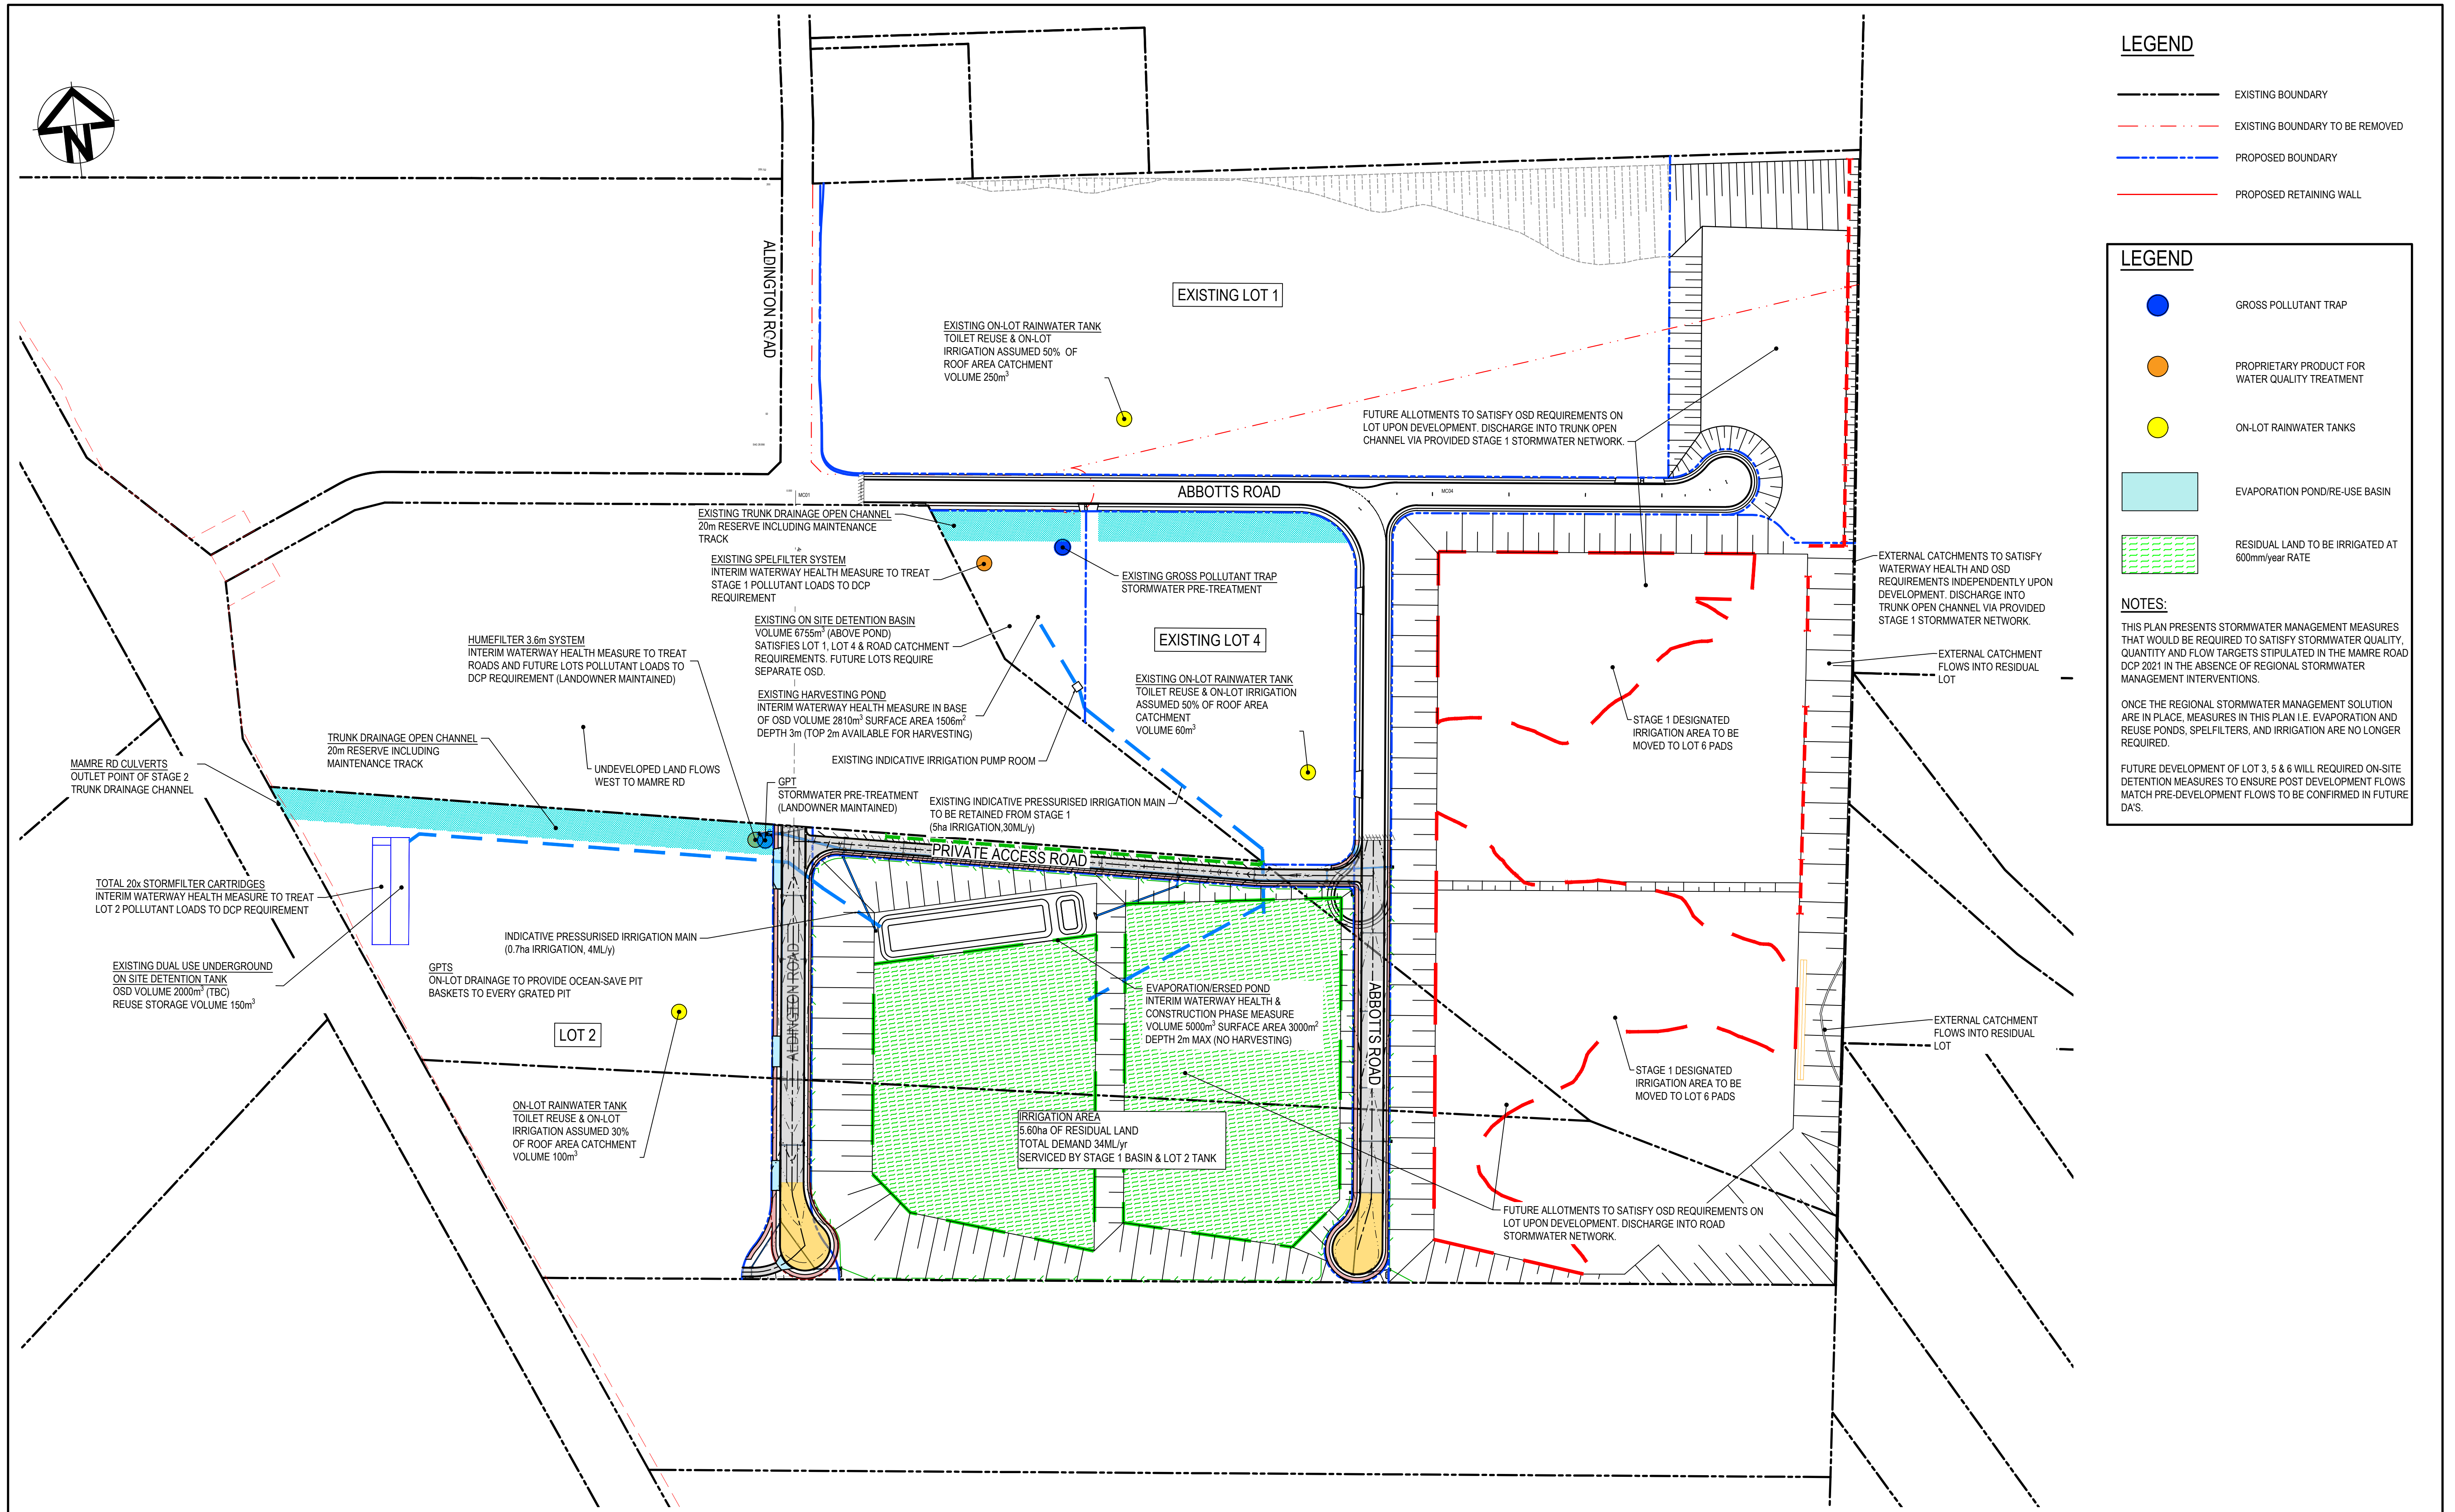 N
ALDINGTON ROAD
EXISTING LOT 1
EXISTING ON-LOT RAINWATER TANK
TOILET REUSE & ON-LOT
IRRIGATION ASSUMED 50% OF
ROOF AREA CATCHMENT
VOLUME 250m³
FUTURE ALLOTMENTS TO SATISFY OSD REQUIREMENTS ON
LOT UPON DEVELOPMENT. DISCHARGE INTO TRUNK OPEN
CHANNEL VIA PROVIDED STAGE 1 STORMWATER NETWORK.
MC01
ABBOTTS ROAD
MC04
EXISTING TRUNK DRAINAGE OPEN CHANNEL
20m RESERVE INCLUDING MAINTENANCE
TRACK
EXISTING SPELFILTER SYSTEM
INTERIM WATERWAY HEALTH MEASURE TO TREAT
STAGE 1 POLLUTANT LOADS TO DCP
REQUIREMENT
EXISTING GROSS POLLUTANT TRAP
STORMWATER PRE-TREATMENT
EXTERNAL CATCHMENTS TO SATISFY
WATERWAY HEALTH AND OSD
REQUIREMENTS INDEPENDENTLY UPON
DEVELOPMENT. DISCHARGE INTO
TRUNK OPEN CHANNEL VIA PROVIDED
STAGE 1 STORMWATER NETWORK.
EXISTING ON SITE DETENTION BASIN
VOLUME 6755m³ (ABOVE POND)
SATISFIES LOT 1, LOT 4 & ROAD CATCHMENT
REQUIREMENTS. FUTURE LOTS REQUIRE
SEPARATE OSD.
EXISTING LOT 4
HUMEFILTER 3.6m SYSTEM
INTERIM WATERWAY HEALTH MEASURE TO TREAT
ROADS AND FUTURE LOTS POLLUTANT LOADS TO
DCP REQUIREMENT (LANDOWNER MAINTAINED)
EXTERNAL CATCHMENT
FLOWS INTO RESIDUAL
LOT
EXISTING HARVESTING POND
INTERIM WATERWAY HEALTH MEASURE IN BASE
OF OSD VOLUME 2810m³ SURFACE AREA 1506m²
DEPTH 3m (TOP 2m AVAILABLE FOR HARVESTING)
EXISTING ON-LOT RAINWATER TANK
TOILET REUSE & ON-LOT IRRIGATION
ASSUMED 50% OF ROOF AREA
CATCHMENT
VOLUME 60m³
STAGE 1 DESIGNATED
IRRIGATION AREA TO BE
MOVED TO LOT 6 PADS
TRUNK DRAINAGE OPEN CHANNEL
20m RESERVE INCLUDING
MAINTENANCE TRACK
EXISTING INDICATIVE IRRIGATION PUMP ROOM
MAMRE RD CULVERTS
OUTLET POINT OF STAGE 2
TRUNK DRAINAGE CHANNEL
UNDEVELOPED LAND FLOWS
WEST TO MAMRE RD
GPT
STORMWATER PRE-TREATMENT
(LANDOWNER MAINTAINED)
EXISTING INDICATIVE PRESSURISED IRRIGATION MAIN
TO BE RETAINED FROM STAGE 1
(5ha IRRIGATION,30ML/y)
PRIVATE ACCESS ROAD
TOTAL 20x STORMFILTER CARTRIDGES
INTERIM WATERWAY HEALTH MEASURE TO TREAT
LOT 2 POLLUTANT LOADS TO DCP REQUIREMENT
INDICATIVE PRESSURISED IRRIGATION MAIN
(0.7ha IRRIGATION, 4ML/y)
EXISTING DUAL USE UNDERGROUND
ON SITE DETENTION TANK
OSD VOLUME 2000m³ (TBC)
REUSE STORAGE VOLUME 150m³
GPTS
ON-LOT DRAINAGE TO PROVIDE OCEAN-SAVE PIT
BASKETS TO EVERY GRATED PIT
EVAPORATION/ERSED POND
INTERIM WATERWAY HEALTH &
CONSTRUCTION PHASE MEASURE
VOLUME 5000m³ SURFACE AREA 3000m²
DEPTH 2m MAX (NO HARVESTING)
ALDINGTON ROAD
ABBOTTS ROAD
LOT 2
EXTERNAL CATCHMENT
FLOWS INTO RESIDUAL
LOT
STAGE 1 DESIGNATED
IRRIGATION AREA TO BE
MOVED TO LOT 6 PADS
ON-LOT RAINWATER TANK
TOILET REUSE & ON-LOT
IRRIGATION ASSUMED 30%
OF ROOF AREA CATCHMENT
VOLUME 100m³
IRRIGATION AREA
5.60ha OF RESIDUAL LAND
TOTAL DEMAND 34ML/yr
SERVICED BY STAGE 1 BASIN & LOT 2 TANK
FUTURE ALLOTMENTS TO SATISFY OSD REQUIREMENTS ON
LOT UPON DEVELOPMENT. DISCHARGE INTO ROAD
STORMWATER NETWORK.
LEGEND
EXISTING BOUNDARY
EXISTING BOUNDARY TO BE REMOVED
PROPOSED BOUNDARY
PROPOSED RETAINING WALL
LEGEND
GROSS POLLUTANT TRAP
PROPRIETARY PRODUCT FOR
WATER QUALITY TREATMENT
ON-LOT RAINWATER TANKS
EVAPORATION POND/RE-USE BASIN
RESIDUAL LAND TO BE IRRIGATED AT
600mm/year RATE
NOTES:
THIS PLAN PRESENTS STORMWATER MANAGEMENT MEASURES
THAT WOULD BE REQUIRED TO SATISFY STORMWATER QUALITY,
QUANTITY AND FLOW TARGETS STIPULATED IN THE MAMRE ROAD
DCP 2021 IN THE ABSENCE OF REGIONAL STORMWATER
MANAGEMENT INTERVENTIONS.
ONCE THE REGIONAL STORMWATER MANAGEMENT SOLUTION
ARE IN PLACE, MEASURES IN THIS PLAN I.E. EVAPORATION AND
REUSE PONDS, SPELFILTERS, AND IRRIGATION ARE NO LONGER
REQUIRED.
FUTURE DEVELOPMENT OF LOT 3, 5 & 6 WILL REQUIRED ON-SITE
DETENTION MEASURES TO ENSURE POST DEVELOPMENT FLOWS
MATCH PRE-DEVELOPMENT FLOWS TO BE CONFIRMED IN FUTURE
DA'S.